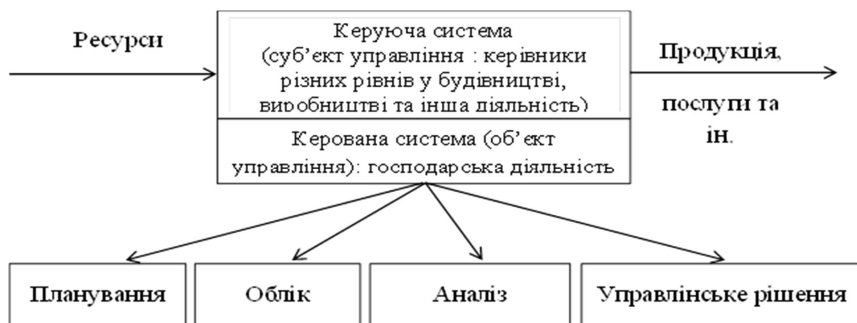 Ресурси
Керуюча система
(суб’єкт управління : керівники
різних рівнів у будівництві,
виробництві та інша діяльність)
Продукція,
послуги та
ін.
Керована система (об’єкт
управління): господарська діяльність
Планування
Облік
Аналіз
Управлінське рішення